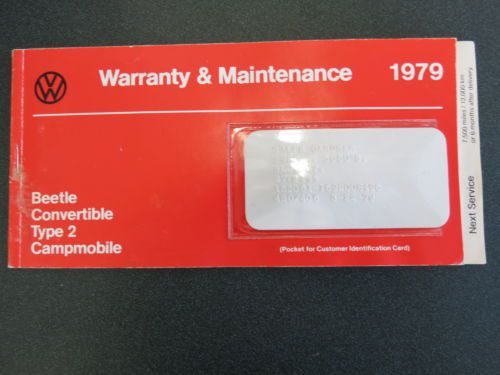 Warranty & Maintenance 1979
Beetle
Convertible
Type 2
Campmobile
(Pocket for Customer Identification Card)
7,500 miles / 12,000 km
or 6 months after delivery
Next Service